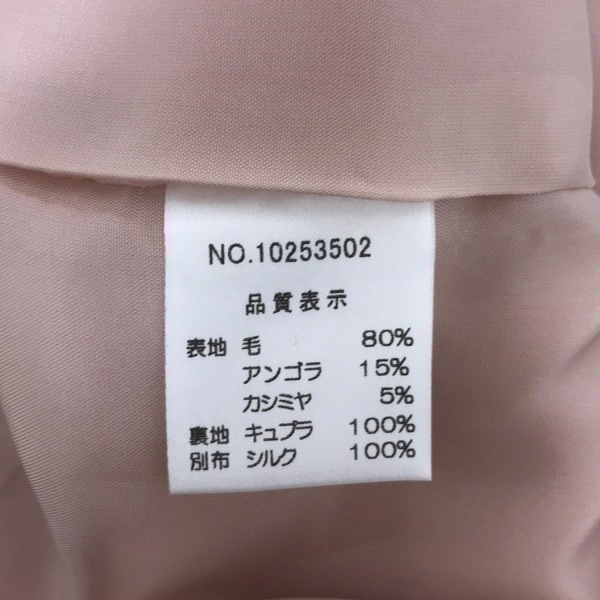 NO.10253502
品質表示
表地 毛 80%
アンゴラ 15%
カシミヤ 5%
裏地 キュプラ 100%
別布 シルク 100%